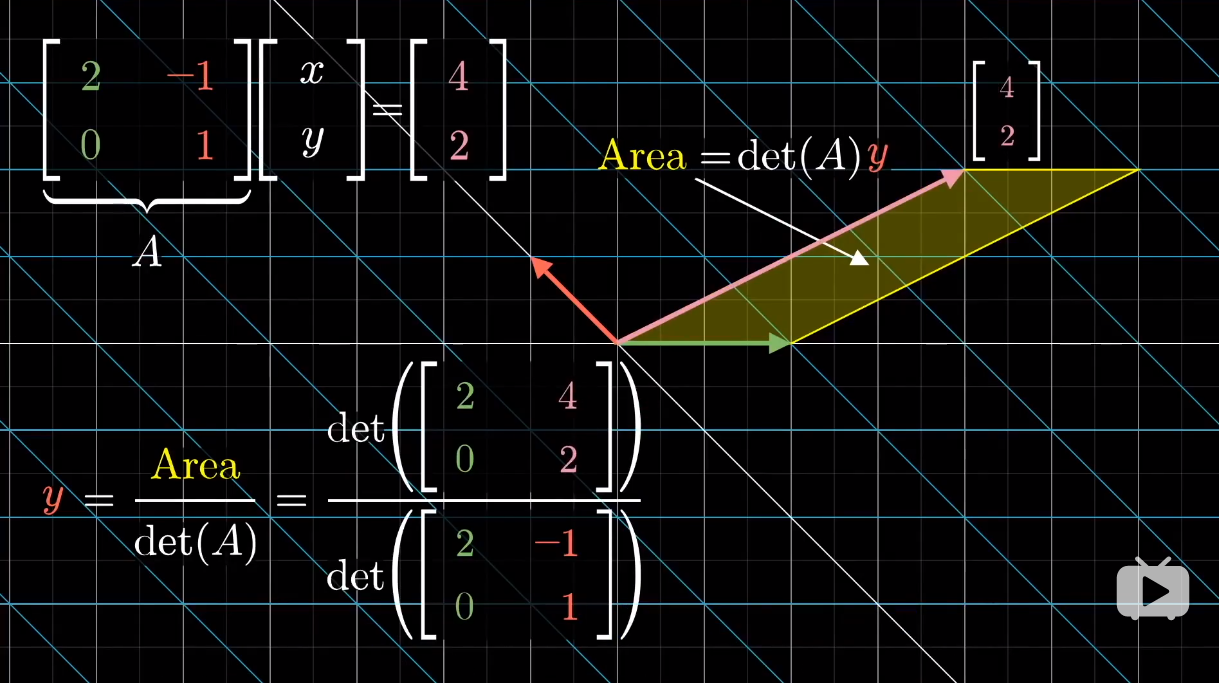 [2 −1; 0 1] [x; y] = [4; 2]
A
[4; 2]
Area = det(A)y
y = Area / det(A) = det([2 4; 0 2]) / det([2 −1; 0 1])